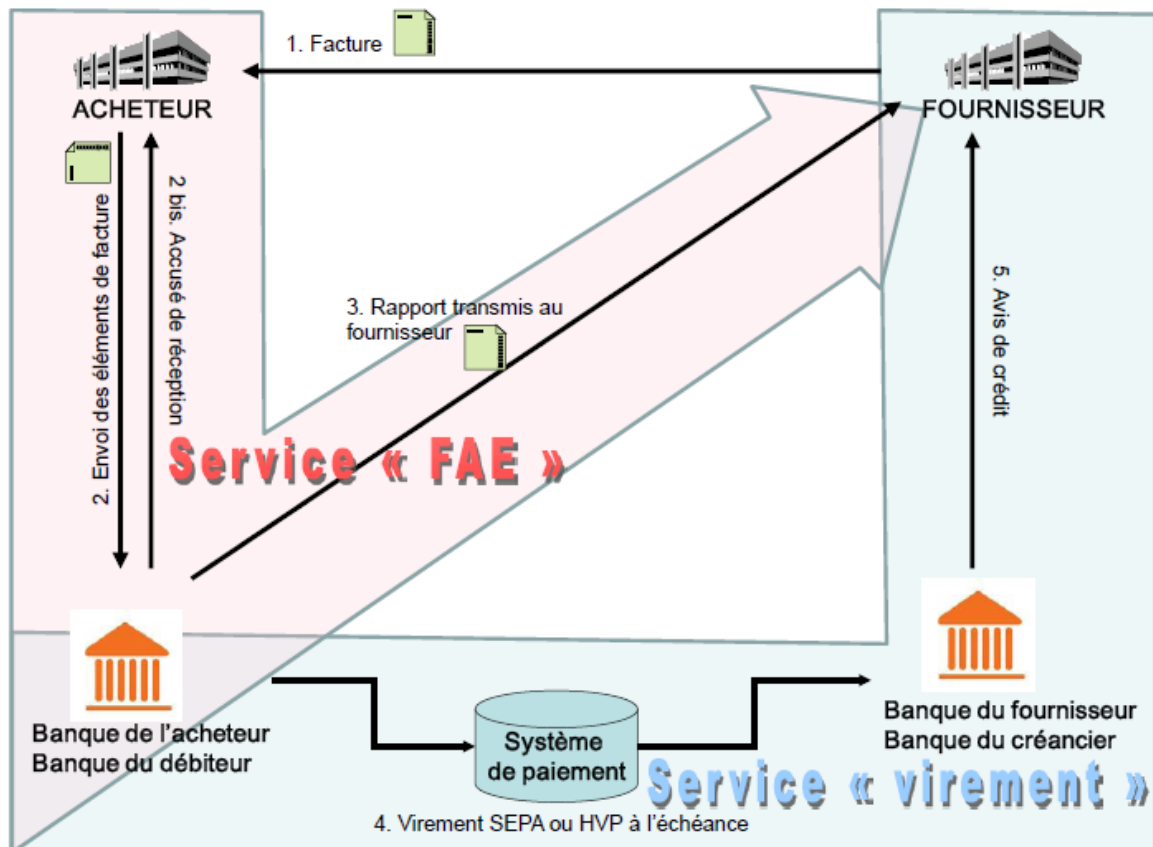 1. Facture
ACHETEUR
FOURNISSEUR
2. Envoi des éléments de facture
2 bis. Accusé de réception
3. Rapport transmis au
fournisseur
5. Avis de crédit
Service « FAE »
Banque de l'acheteur
Banque du débiteur
Système
de paiement
Banque du fournisseur
Banque du créancier
Service « virement »
4. Virement SEPA ou HVP à l'échéance